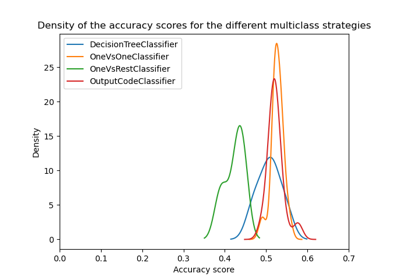 Density of the accuracy scores for the different multiclass strategies
DecisionTreeClassifier
OneVsOneClassifier
OneVsRestClassifier
OutputCodeClassifier
Density
25
20
15
10
5
0
0.0 0.1 0.2 0.3 0.4 0.5 0.6 0.7
Accuracy score